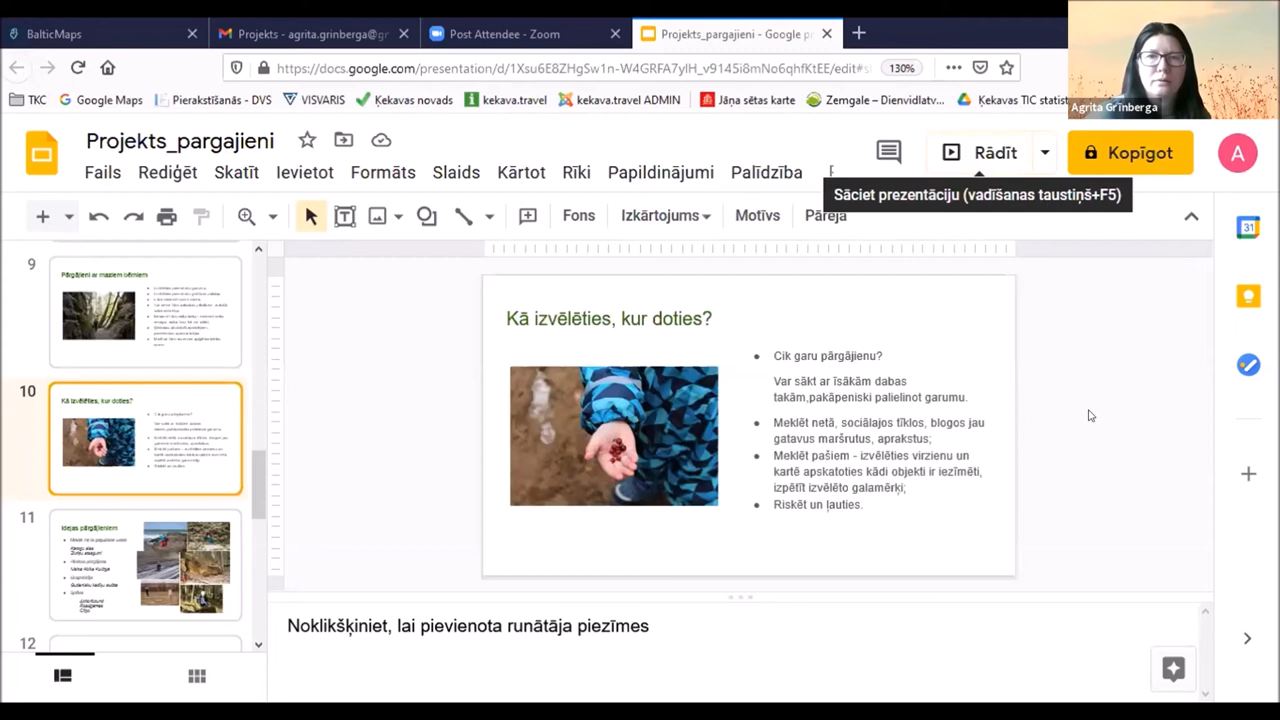 BalticMaps
Projekts - agrita.grinberga@gr
Post Attendee - Zoom
Projekts_pargajieni - Google p
https://docs.google.com/presentation/d/1Xsu6E8ZHgSw1n-W4GRFA7ylH_v9145i8mNo6qhfKtEE/edit#s
130%
TKC
Google Maps
Pierakstīšanās - DVS
VISVARIS
Ķekavas novads
kekava.travel
kekava.travel ADMIN
Jāņa sētas karte
Zemgale – Dienvidlatv...
Ķekavas TIC statist
Agrita Grīnberga
Projekts_pargajieni
Rādīt
Kopīgot
A
Fails Rediģēt Skatīt Ievietot Formāts Slaids Kārtot Rīki Papildinājumi Palīdzība
Sāciet prezentāciju (vadīšanas taustiņš+F5)
Fons
Izkārtojums
Motīvs
Pāreja
31
9
Pārgājieni ar maziem bērniem
10
Kā izvēlēties, kur doties?
11
Idejas pārgājieniem
12
Kā izvēlēties, kur doties?
● Cik garu pārgājienu?
Var sākt ar īsākām dabas
takām,pakāpeniski palielinot garumu.
● Meklēt netā, sociālajos tīklos, blogos jau
gatavus maršrutus, aprakstus;
● Meklēt pašiem - izvēlēties virzienu un
kartē apskatoties kādi objekti ir iezīmēti,
izpētīt izvēlēto galamērķi;
● Riskēt un ļauties.
Noklikšķiniet, lai pievienota runātāja piezīmes